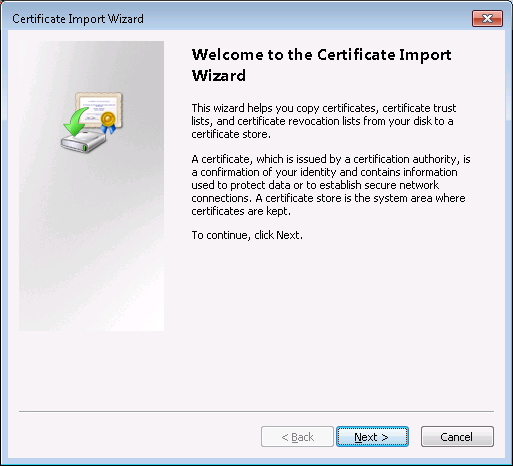 Certificate Import Wizard
Welcome to the Certificate Import
Wizard
This wizard helps you copy certificates, certificate trust
lists, and certificate revocation lists from your disk to a
certificate store.
A certificate, which is issued by a certification authority, is
a confirmation of your identity and contains information
used to protect data or to establish secure network
connections. A certificate store is the system area where
certificates are kept.
To continue, click Next.
< Back
Next >
Cancel